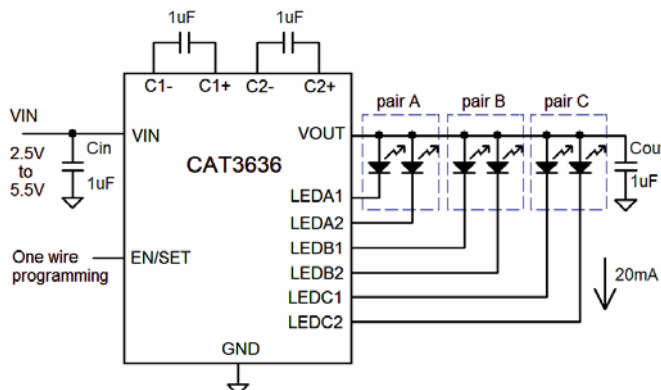 1uF
1uF
C1-
C1+
C2-
C2+
pair A
pair B
pair C
VIN
VIN
VOUT
Cin
Cout
2.5V
to
5.5V
1uF
1uF
CAT3636
LEDA1
LEDA2
LEDB1
LEDB2
LEDC1
LEDC2
One wire
programming
EN/SET
20mA
GND